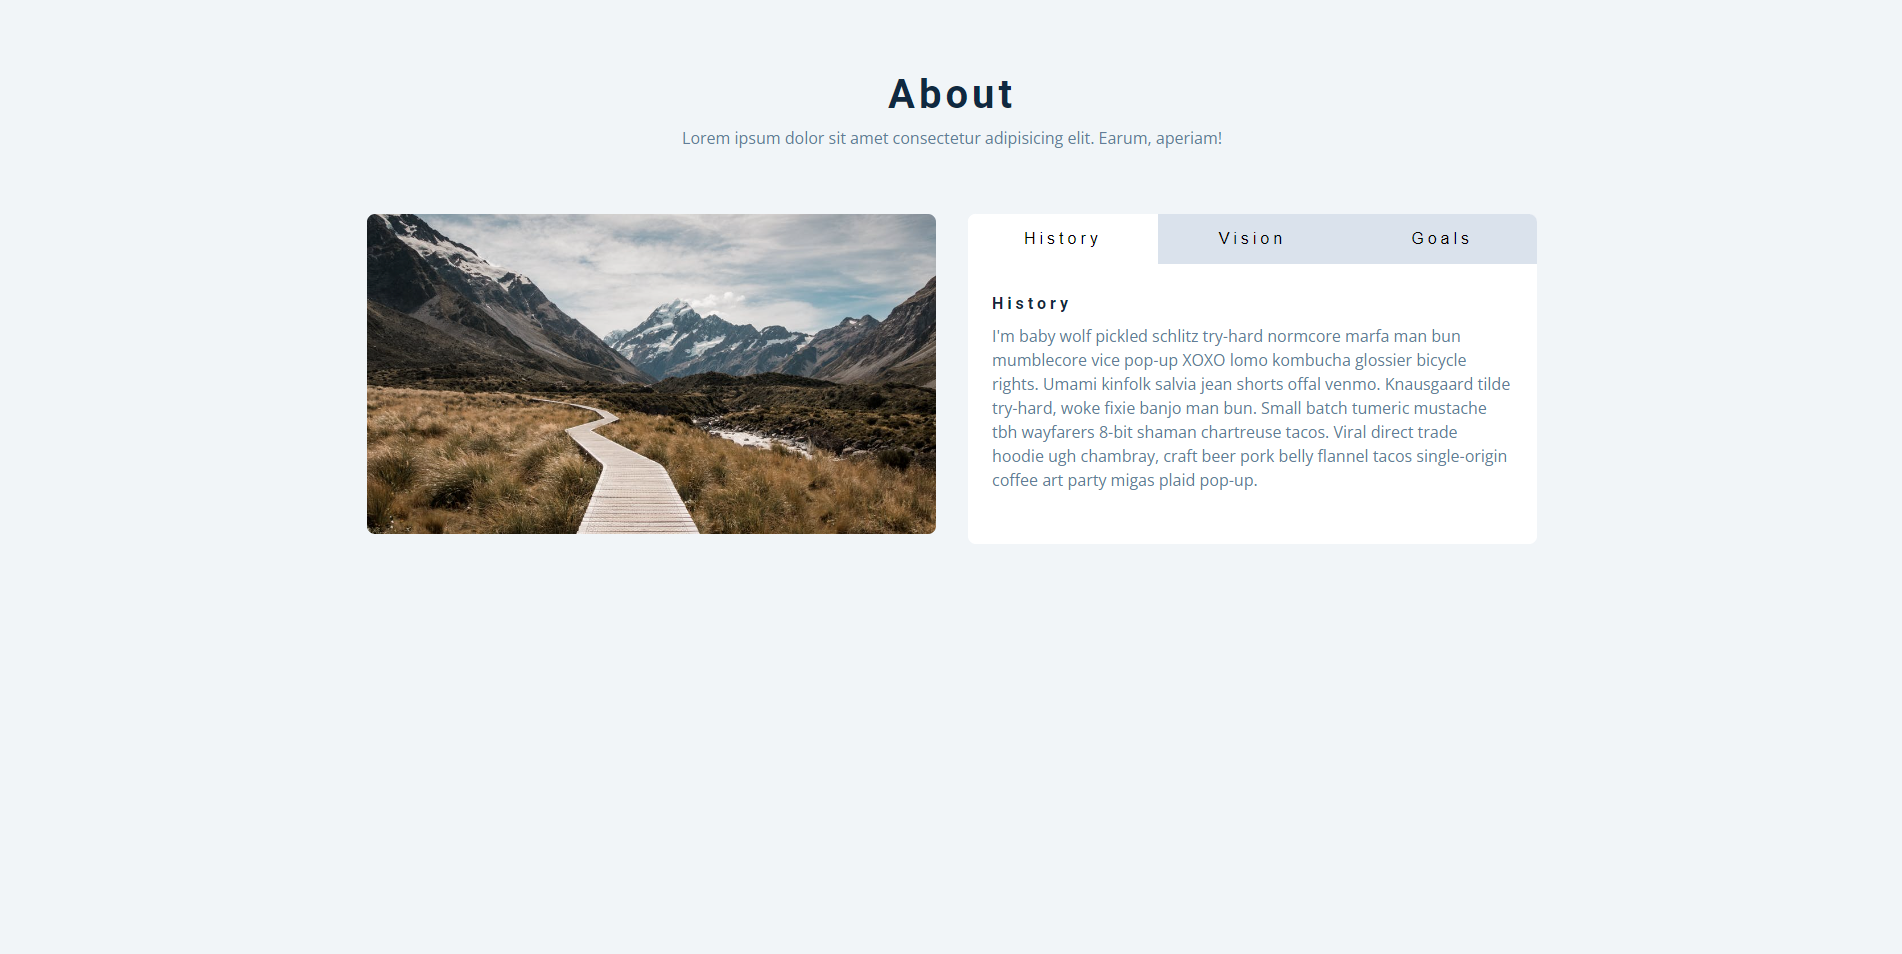 About
Lorem ipsum dolor sit amet consectetur adipisicing elit. Earum, aperiam!
History
Vision
Goals
History
I'm baby wolf pickled schlitz try-hard normcore marfa man bun
mumblecore vice pop-up XOXO lomo kombucha glossier bicycle
rights. Umami kinfolk salvia jean shorts offal venmo. Knausgaard tilde
try-hard, woke fixie banjo man bun. Small batch tumeric mustache
tbh wayfarers 8-bit shaman chartreuse tacos. Viral direct trade
hoodie ugh chambray, craft beer pork belly flannel tacos single-origin
coffee art party migas plaid pop-up.